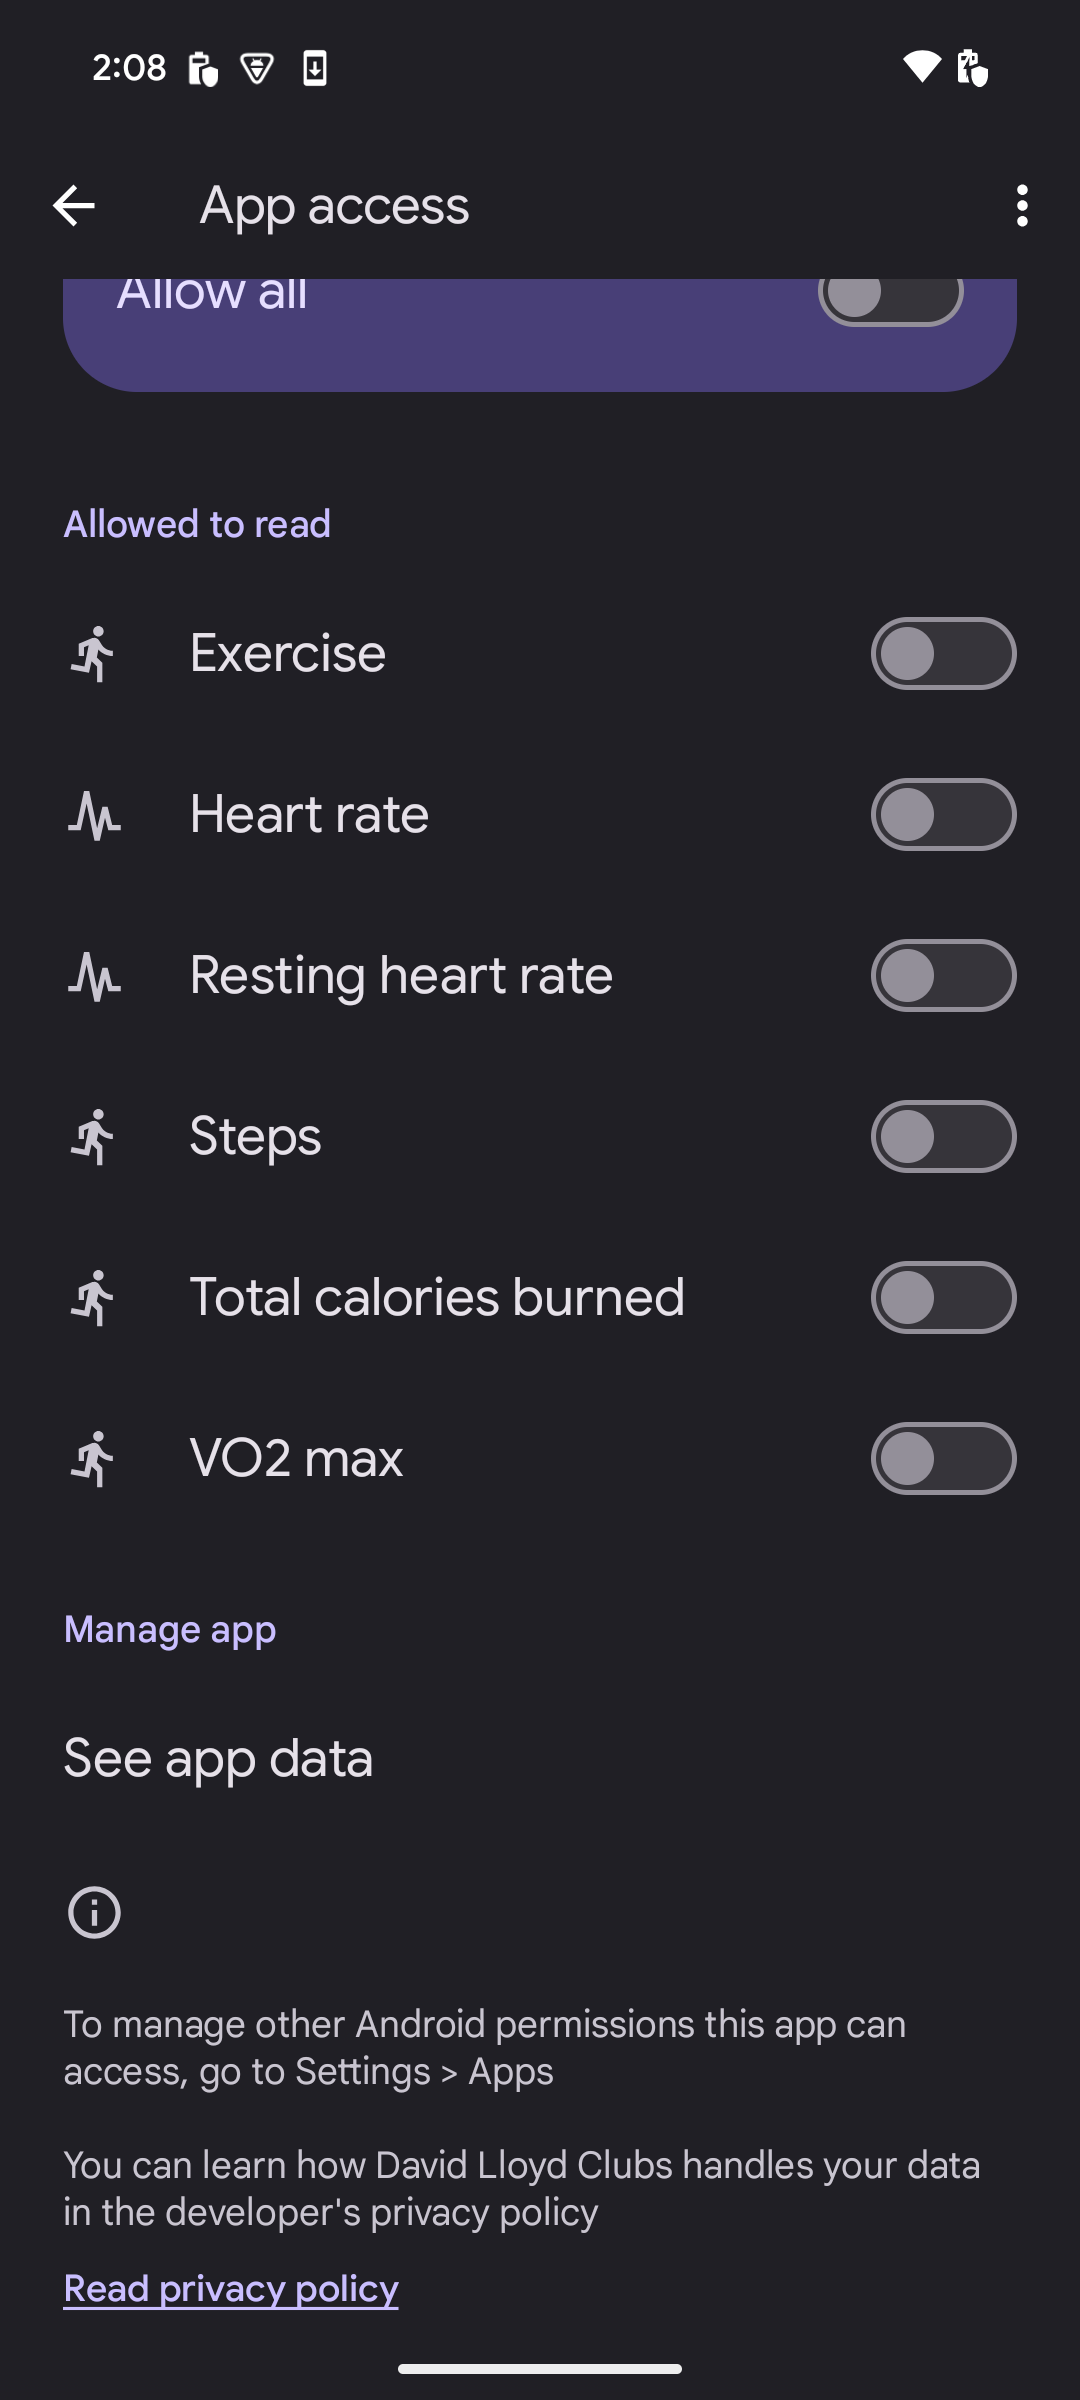 2:08
App access
Allow all
Allowed to read
Exercise
Heart rate
Resting heart rate
Steps
Total calories burned
VO2 max
Manage app
See app data
To manage other Android permissions this app can
access, go to Settings > Apps
You can learn how David Lloyd Clubs handles your data
in the developer's privacy policy
Read privacy policy